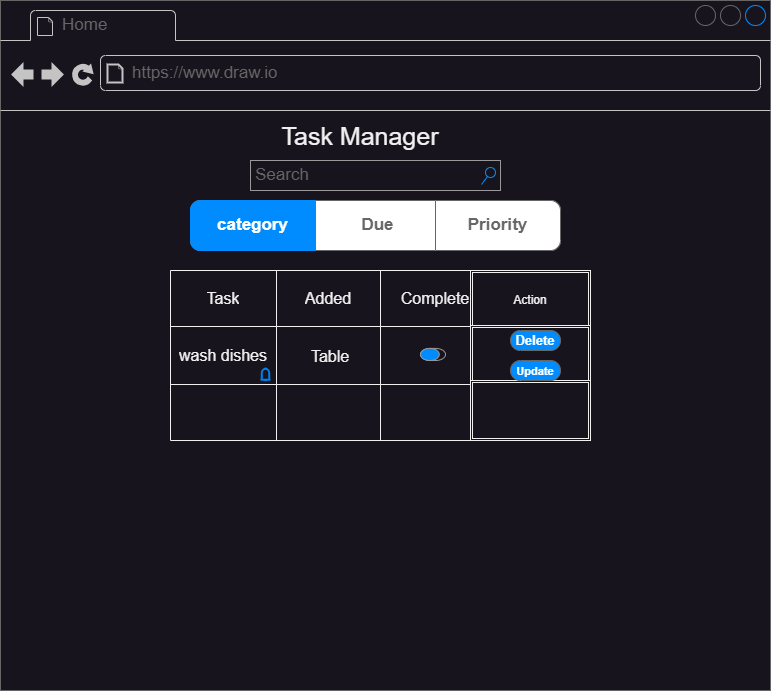 Home
https://www.draw.io
Task Manager
Search
category Due Priority
Task Added Complete Action
wash dishes Table Delete
Update